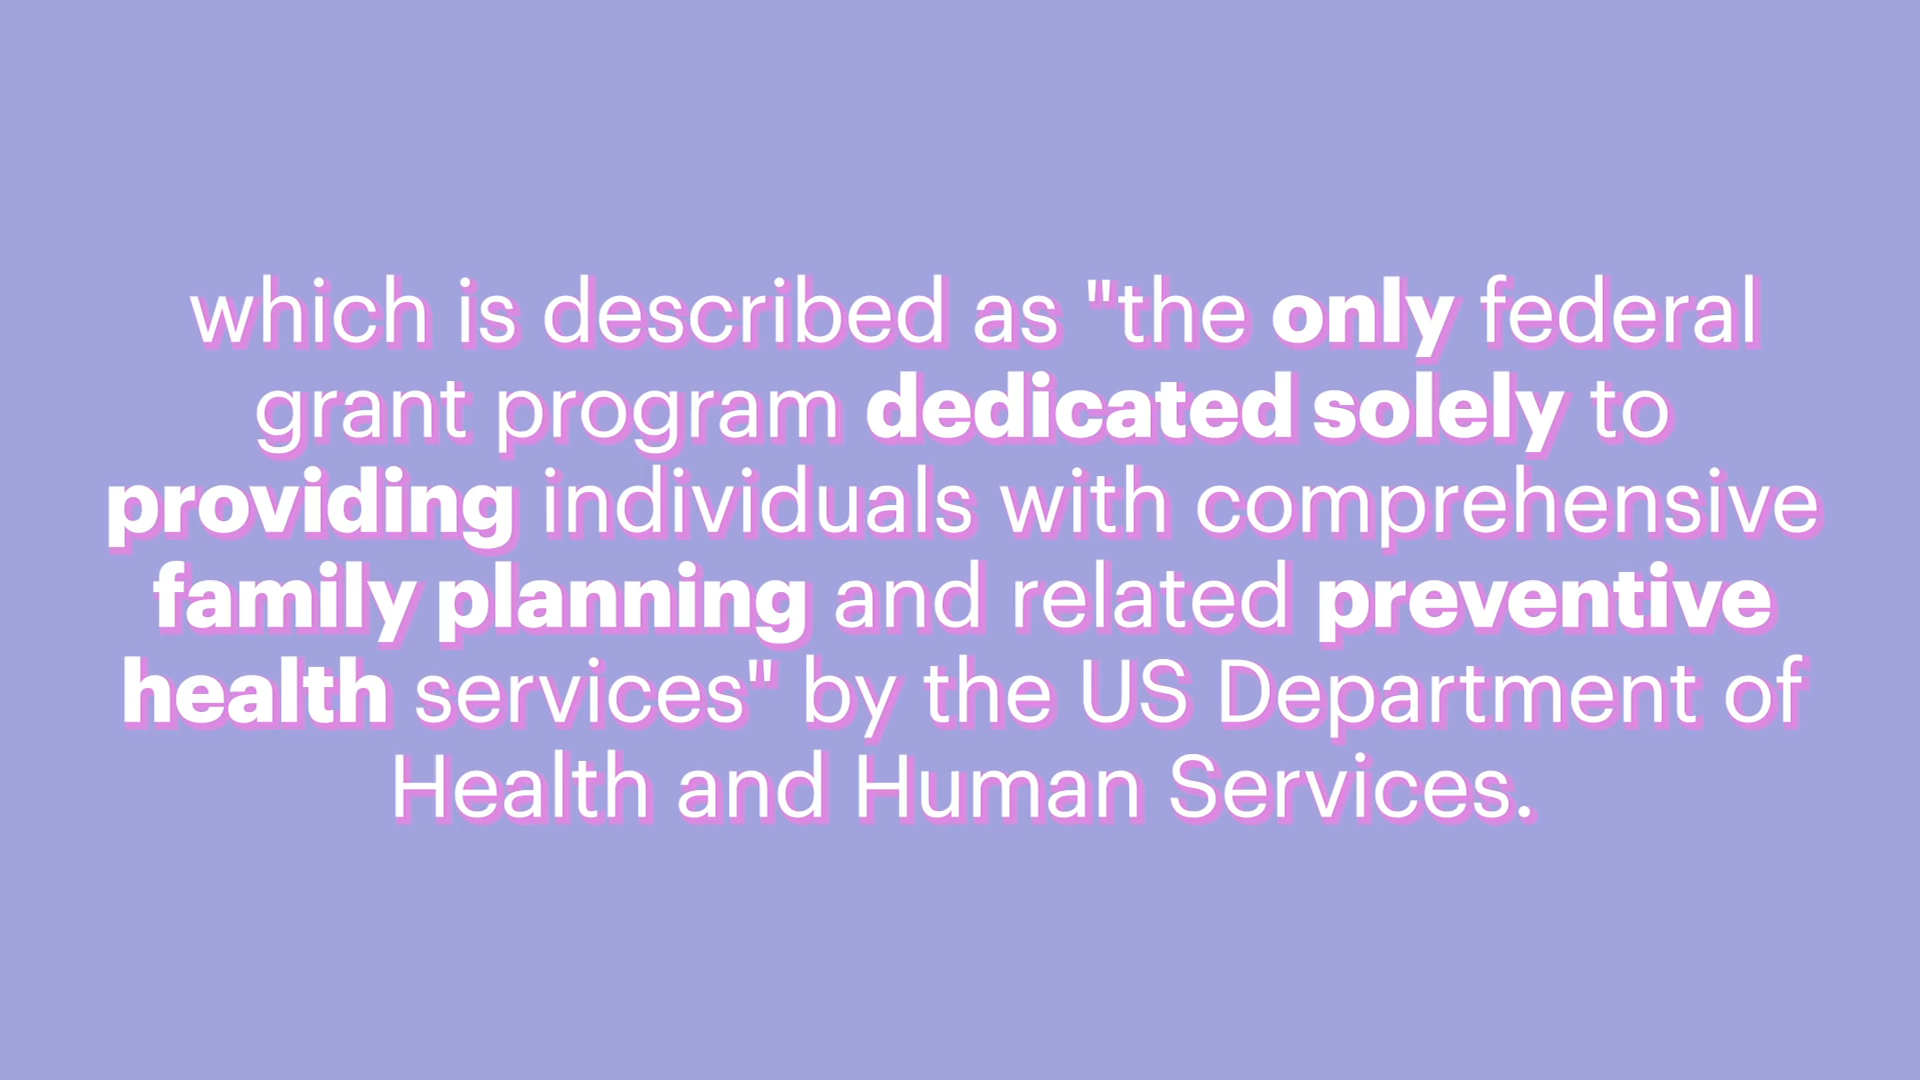 which is described as "the only federal
grant program dedicated solely to
providing individuals with comprehensive
family planning and related preventive
health services" by the US Department of
Health and Human Services.